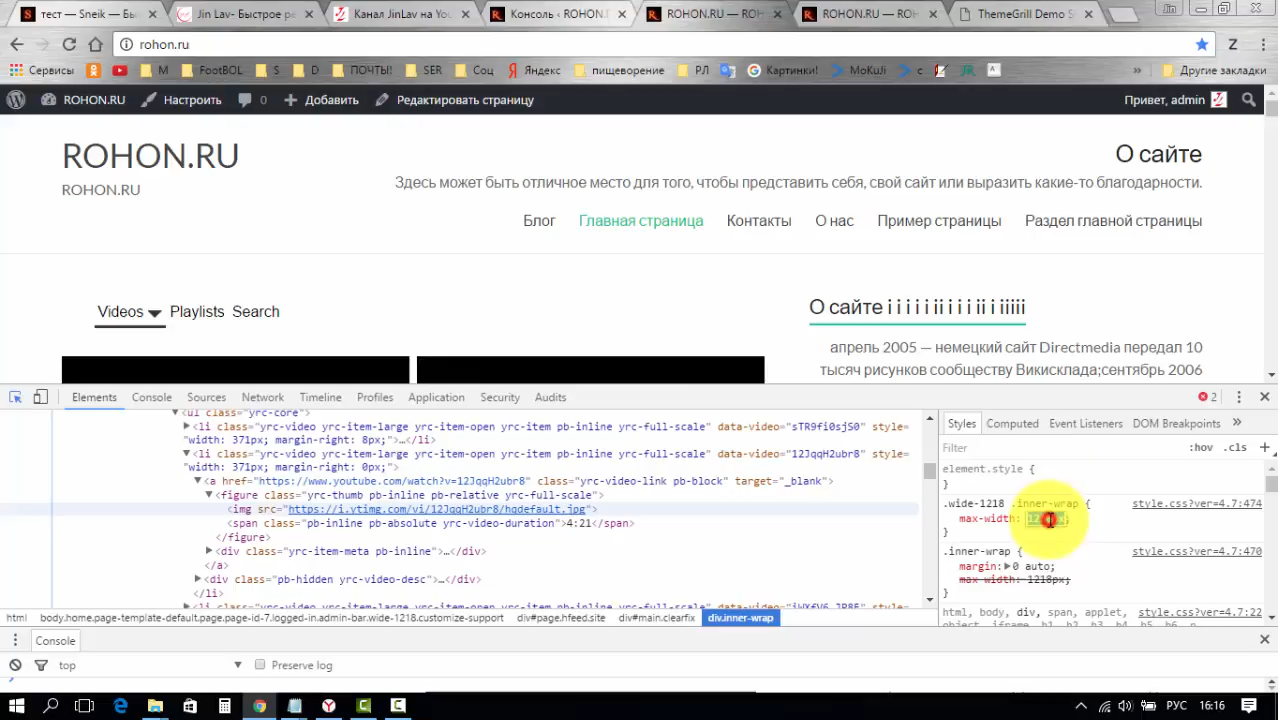 тест — Sneik — Бы
Jin Lav- Быстрое ре
Канал JinLav на You
Консоль ‹ ROHON.R
ROHON.RU — ROHO
ROHON.RU — ROHO
ThemeGrill Demo S
rohon.ru
Сервисы
M
FootBOL
S
D
ПОЧТЫ!
SER
Соц
Яндекс
пищеворение
РЛ
Картинки!
MoKuJi
с
»
Другие закладки
ROHON.RU
Настроить
0
Добавить
Редактировать страницу
Привет, admin
ROHON.RU
ROHON.RU
О сайте
Здесь может быть отличное место для того, чтобы представить себя, свой сайт или выразить какие-то благодарности.
Блог
Главная страница
Контакты
О нас
Пример страницы
Раздел главной страницы
Videos
Playlists
Search
апрель 2005 — немецкий сайт Directmedia передал 10
тысяч рисунков сообществу Викисклада;сентябрь 2006
Elements
Console
Sources
Network
Timeline
Profiles
Application
Security
Audits
2
<ul class="yrc-core">
<li class="yrc-video yrc-item-large yrc-item-open yrc-item pb-inline yrc-full-scale" data-video="sTR9fi0sjS0" style=
"width: 371px; margin-right: 8px;">…</li>
<li class="yrc-video yrc-item-large yrc-item-open yrc-item pb-inline yrc-full-scale" data-video="12JqqH2ubr8" style=
"width: 371px; margin-right: 0px;">
<a href="https://www.youtube.com/watch?v=12JqqH2ubr8" class="yrc-video-link pb-block" target="_blank">
<figure class="yrc-thumb pb-inline pb-relative yrc-full-scale">
<img src="https://i.ytimg.com/vi/12JqqH2ubr8/hqdefault.jpg">
<span class="pb-inline pb-absolute yrc-video-duration">4:21</span>
</figure>
<div class="yrc-item-meta pb-inline">…</div>
</a>
<div class="pb-hidden yrc-video-desc">…</div>
</li>
html
body.home.page-template-default.page.page-id-7.logged-in.admin-bar.wide-1218.customize-support
div#page.hfeed.site
div#main.clearfix
div.inner-wrap
Styles
Computed
Event Listeners
DOM Breakpoints
»
Filter
:hov
.cls
+
element.style {
}
.wide-1218 .inner-wrap {
style.css?ver=4.7:474
max-width:
}
.inner-wrap {
style.css?ver=4.7:470
margin: 0 auto;
max-width: 1218px;
}
html, body, div, span, applet,
style.css?ver=4.7:22
Console
top
Preserve log
РУС
16:16